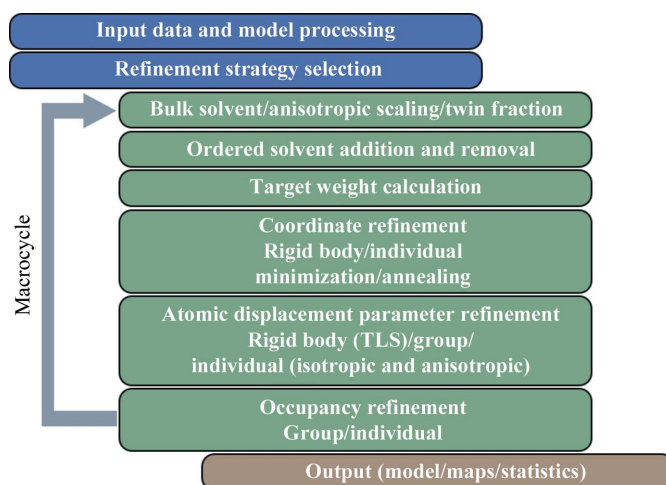 Input data and model processing
Refinement strategy selection
Bulk solvent/anisotropic scaling/twin fraction
Ordered solvent addition and removal
Target weight calculation
Coordinate refinement
Rigid body/individual
minimization/annealing
Atomic displacement parameter refinement
Rigid body (TLS)/group/
individual (isotropic and anisotropic)
Occupancy refinement
Group/individual
Output (model/maps/statistics)
Macrocycle